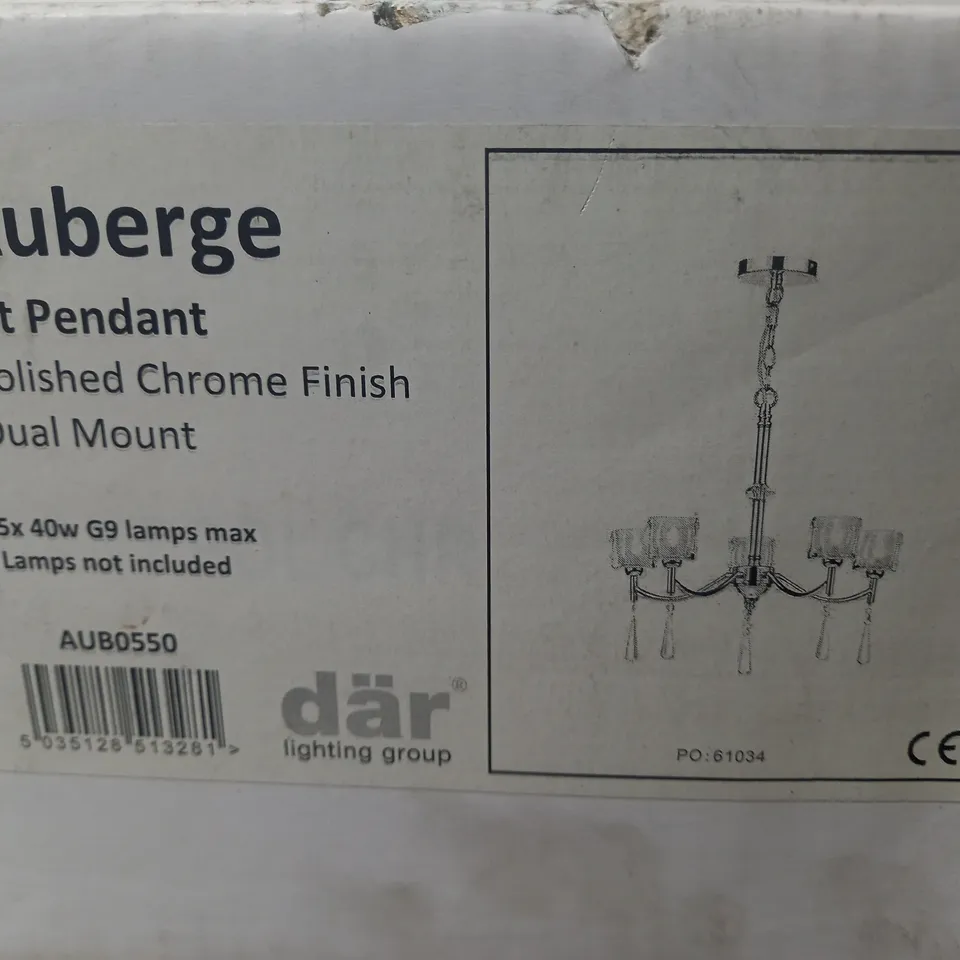 uberge
t Pendant
olished Chrome Finish
Dual Mount
5x 40w G9 lamps max
Lamps not included
AUB0550
5 035128 513281 >
där®
lighting group
PO:61034
CE